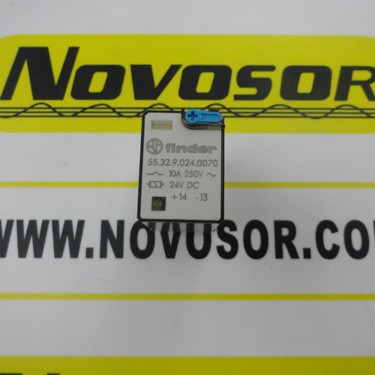 NOVOSOR
finder
55.32.9.024.0070
10A 250V ~
24V DC
+14 -13
WWW.NOVOSOR.CO